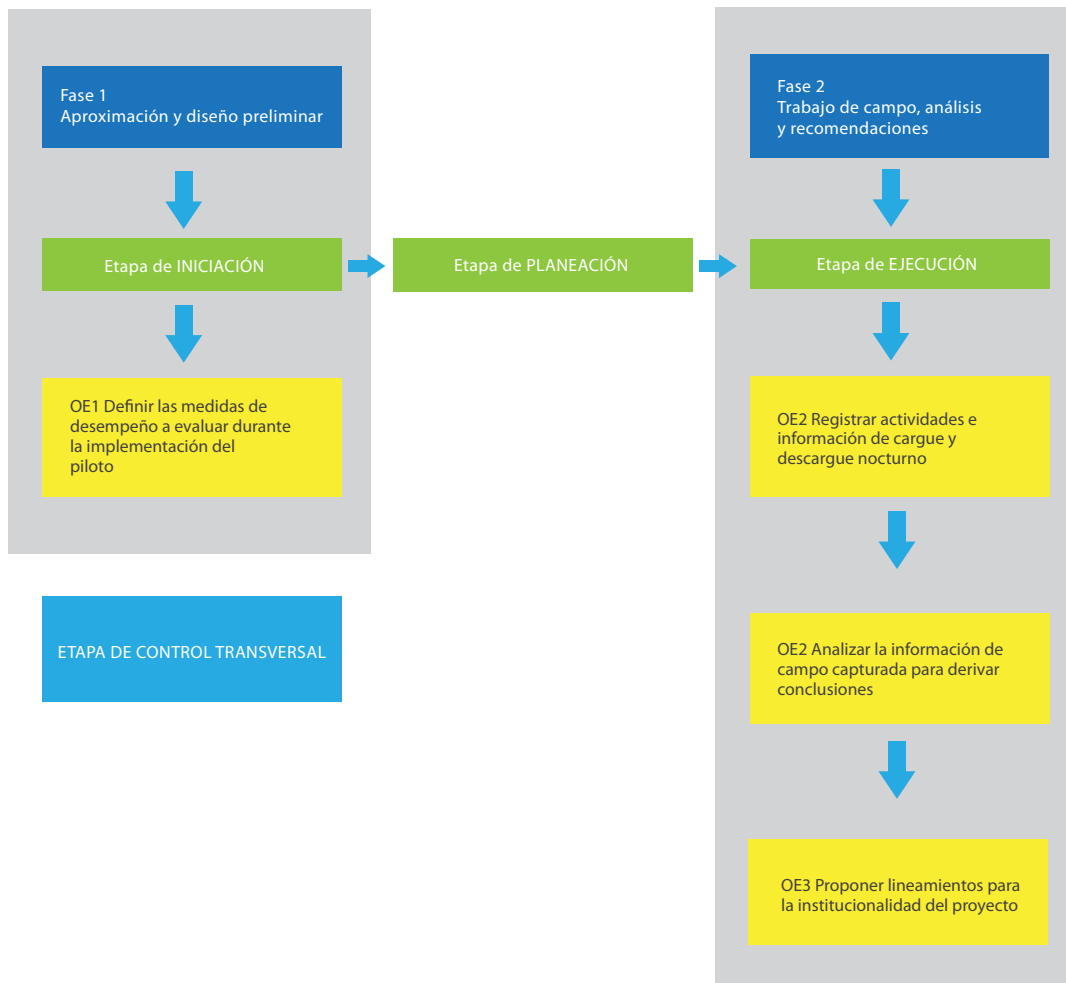 Fase 1
Aproximación y diseño preliminar
Etapa de INICIACIÓN
OE1 Definir las medidas de
desempeño a evaluar durante
la implementación del
piloto
ETAPA DE CONTROL TRANSVERSAL
Etapa de PLANEACIÓN
Fase 2
Trabajo de campo, análisis
y recomendaciones
Etapa de EJECUCIÓN
OE2 Registrar actividades e
información de cargue y
descargue nocturno
OE2 Analizar la información de
campo capturada para derivar
conclusiones
OE3 Proponer lineamientos para
la institucionalidad del proyecto